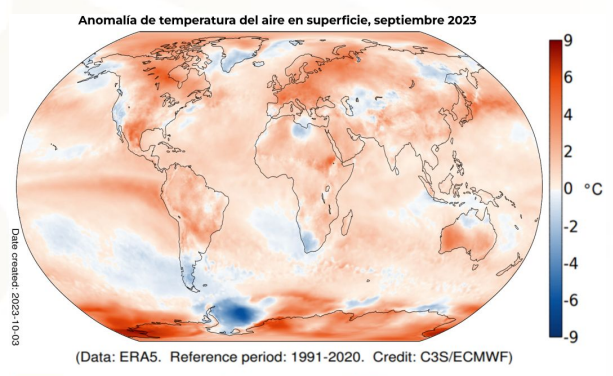 Anomalía de temperatura del aire en superficie, septiembre 2023
9
6
4
2
0 °C
-2
-4
-6
-9
Date created: 2023-10-03
(Data: ERA5. Reference period: 1991-2020. Credit: C3S/ECMWF)